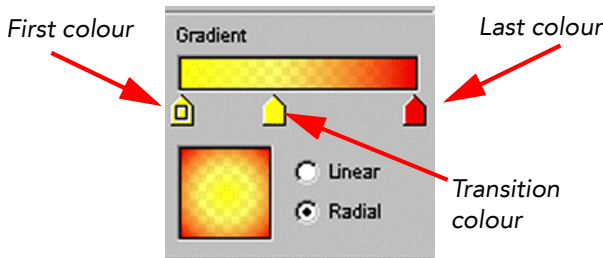 First colour
Gradient
Last colour
Linear
Radial
Transition
colour